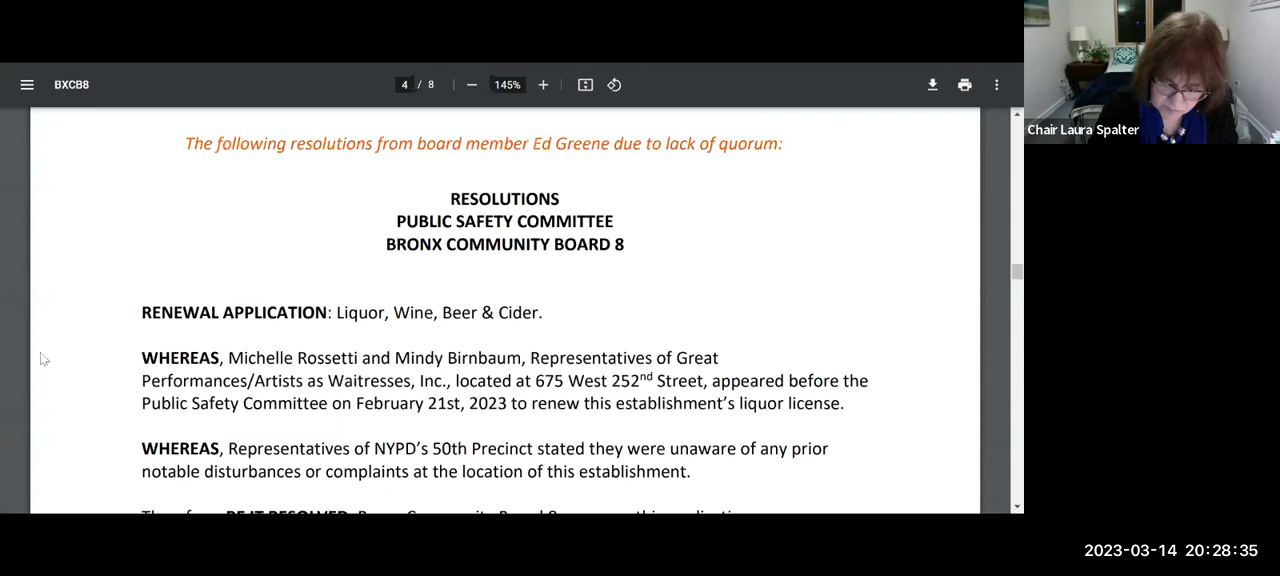 BXCB8
4 / 8
145%
Chair Laura Spalter
The following resolutions from board member Ed Greene due to lack of quorum:
RESOLUTIONS
PUBLIC SAFETY COMMITTEE
BRONX COMMUNITY BOARD 8
RENEWAL APPLICATION: Liquor, Wine, Beer & Cider.
WHEREAS, Michelle Rossetti and Mindy Birnbaum, Representatives of Great
Performances/Artists as Waitresses, Inc., located at 675 West 252nd Street, appeared before the
Public Safety Committee on February 21st, 2023 to renew this establishment's liquor license.
WHEREAS, Representatives of NYPD's 50th Precinct stated they were unaware of any prior
notable disturbances or complaints at the location of this establishment.
BE IT RESOLVED
2023-03-14 20:28:35